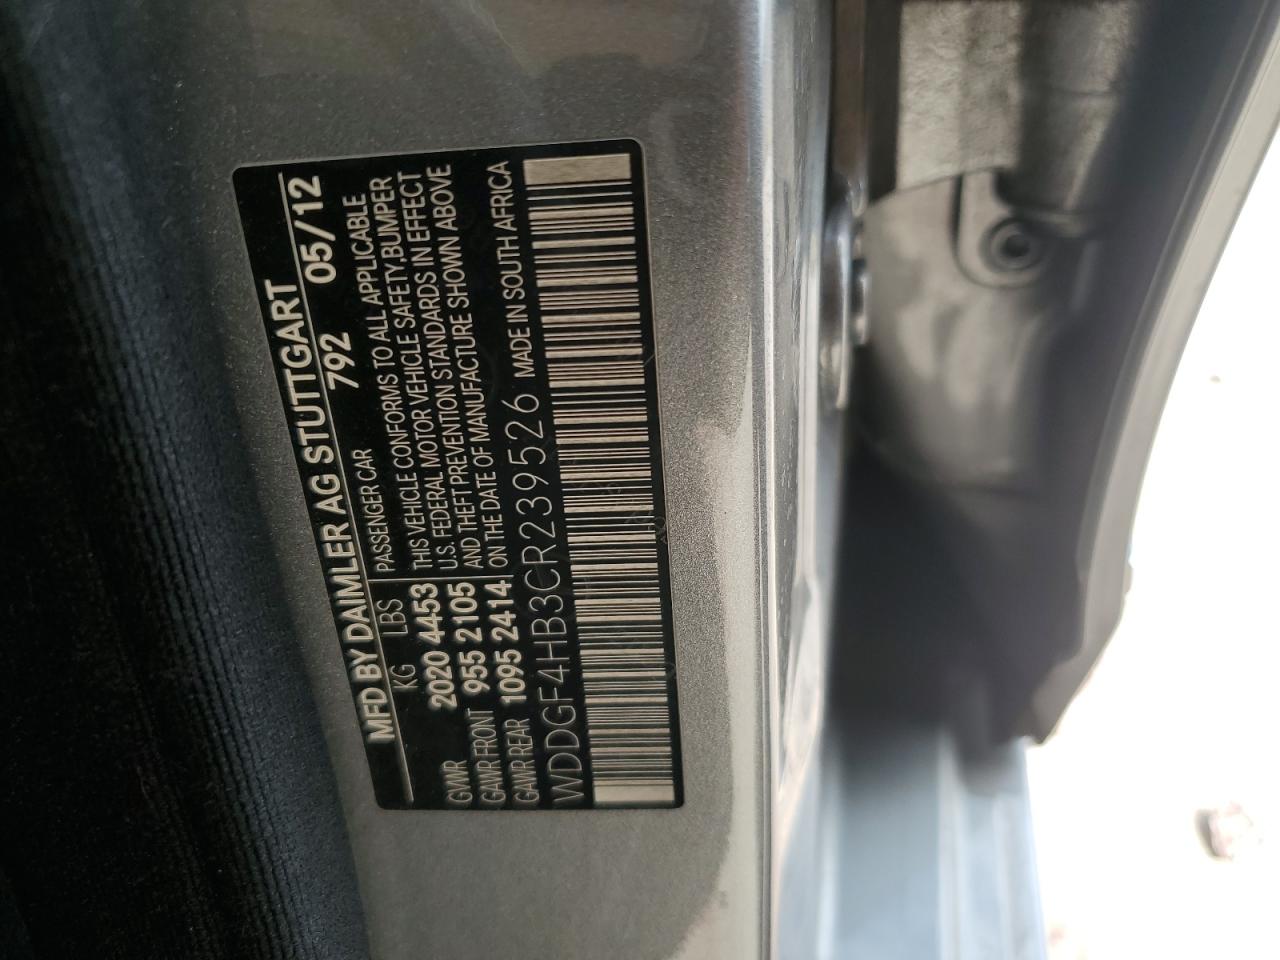 MFD BY DAIMLER AG STUTTGART
792 05/12
KG LBS
GVWR 2020 4453
GAWR FRONT 955 2105
GAWR REAR 1095 2414
PASSENGER CAR
THIS VEHICLE CONFORMS TO ALL APPLICABLE
U.S. FEDERAL MOTOR VEHICLE SAFETY,BUMPER
AND THEFT PREVENTION STANDARDS IN EFFECT
ON THE DATE OF MANUFACTURE SHOWN ABOVE
WDDGF4HB3CR239526 MADE IN SOUTH AFRICA